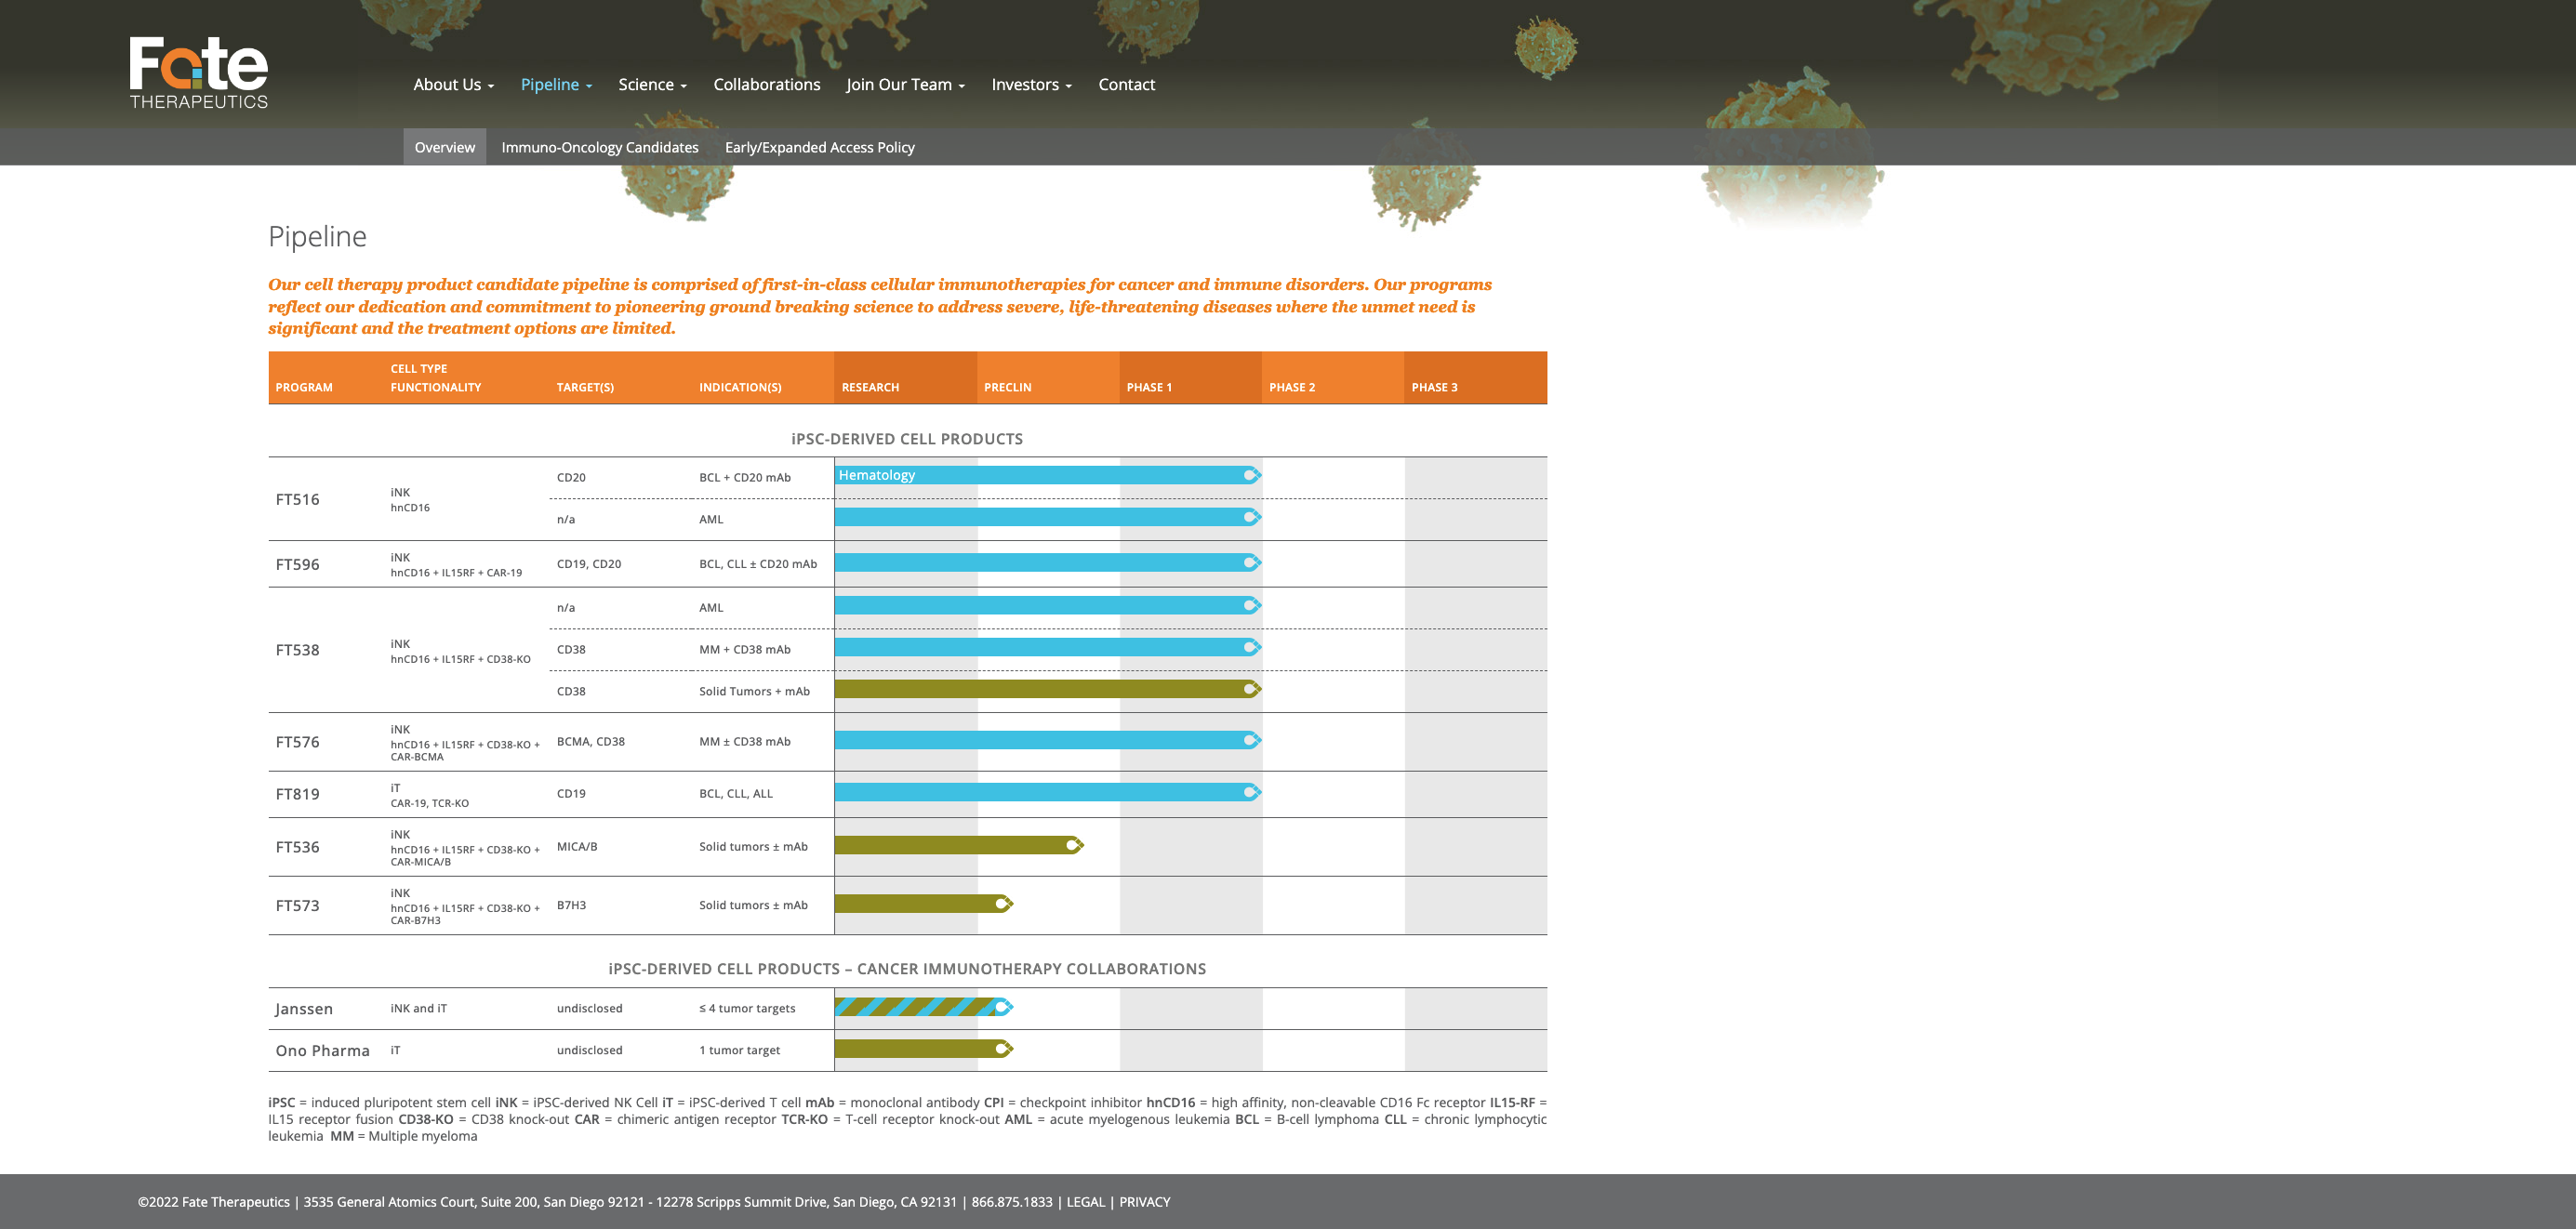 Fate
THERAPEUTICS
About Us Pipeline Science Collaborations Join Our Team Investors Contact
Overview Immuno-Oncology Candidates Early/Expanded Access Policy
Pipeline
Our cell therapy product candidate pipeline is comprised of first-in-class cellular immunotherapies for cancer and immune disorders. Our programs
reflect our dedication and commitment to pioneering ground breaking science to address severe, life-threatening diseases where the unmet need is
significant and the treatment options are limited.
PROGRAM CELL TYPE FUNCTIONALITY TARGET(S) INDICATION(S) RESEARCH PRECLIN PHASE 1 PHASE 2 PHASE 3
iPSC-DERIVED CELL PRODUCTS
FT516 iNK hnCD16 CD20 BCL + CD20 mAb Hematology
n/a AML
FT596 iNK hnCD16 + IL15RF + CAR-19 CD19, CD20 BCL, CLL ± CD20 mAb
FT538 iNK hnCD16 + IL15RF + CD38-KO n/a AML
CD38 MM + CD38 mAb
CD38 Solid Tumors + mAb
FT576 iNK hnCD16 + IL15RF + CD38-KO + CAR-BCMA BCMA, CD38 MM ± CD38 mAb
FT819 iT CAR-19, TCR-KO CD19 BCL, CLL, ALL
FT536 iNK hnCD16 + IL15RF + CD38-KO + CAR-MICA/B MICA/B Solid tumors ± mAb
FT573 iNK hnCD16 + IL15RF + CD38-KO + CAR-B7H3 B7H3 Solid tumors ± mAb
iPSC-DERIVED CELL PRODUCTS – CANCER IMMUNOTHERAPY COLLABORATIONS
Janssen iNK and iT undisclosed ≤ 4 tumor targets
Ono Pharma iT undisclosed 1 tumor target
iPSC = induced pluripotent stem cell iNK = iPSC-derived NK Cell iT = iPSC-derived T cell mAb = monoclonal antibody CPI = checkpoint inhibitor hnCD16 = high affinity, non-cleavable CD16 Fc receptor IL15-RF =
IL15 receptor fusion CD38-KO = CD38 knock-out CAR = chimeric antigen receptor TCR-KO = T-cell receptor knock-out AML = acute myelogenous leukemia BCL = B-cell lymphoma CLL = chronic lymphocytic
leukemia MM = Multiple myeloma
©2022 Fate Therapeutics | 3535 General Atomics Court, Suite 200, San Diego 92121 - 12278 Scripps Summit Drive, San Diego, CA 92131 | 866.875.1833 | LEGAL | PRIVACY